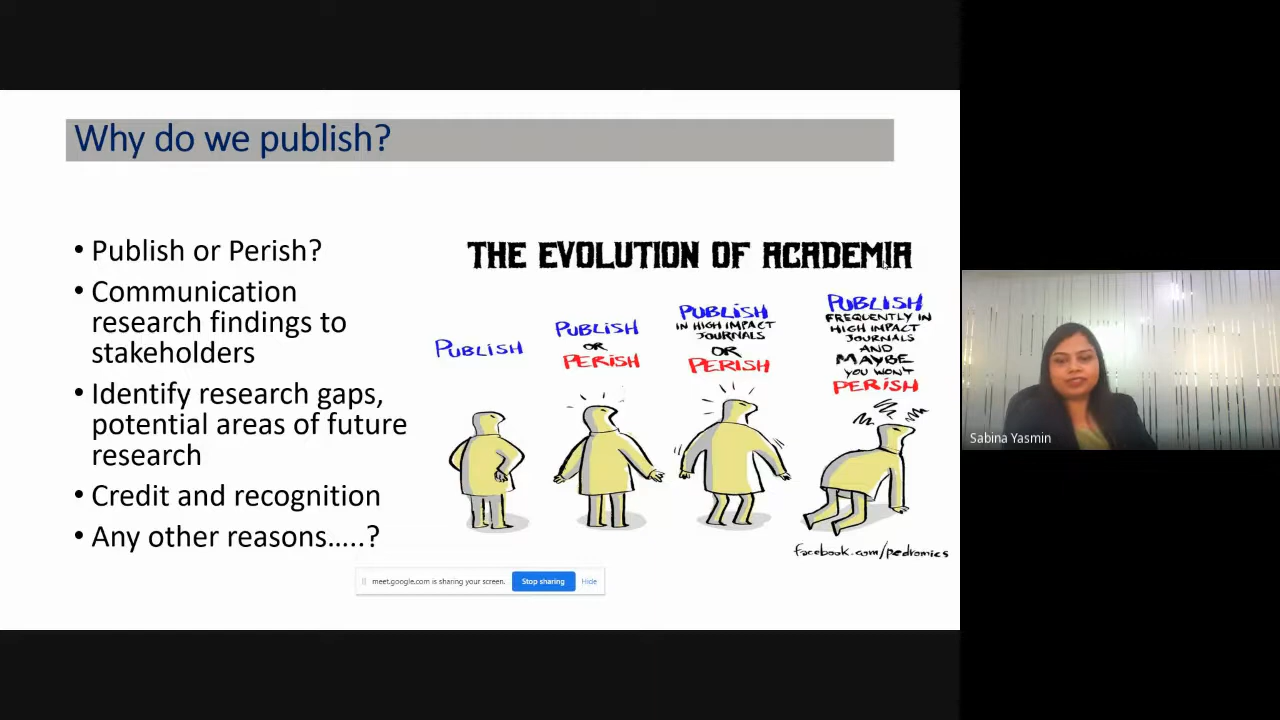 Why do we publish?
• Publish or Perish?
• Communication
research findings to
stakeholders
• Identify research gaps,
potential areas of future
research
• Credit and recognition
• Any other reasons.....?
THE EVOLUTION OF ACADEMIA
PUBLISH
PUBLISH
OR
PERISH
PUBLISH
IN HIGH IMPACT
JOURNALS
OR
PERISH
PUBLISH
FREQUENTLY IN
HIGH IMPACT
JOURNALS
AND
MAYBE
YOU WON'T
PERISH
facebook.com/pedromics
meet.google.com is sharing your screen. Stop sharing Hide
Sabina Yasmin